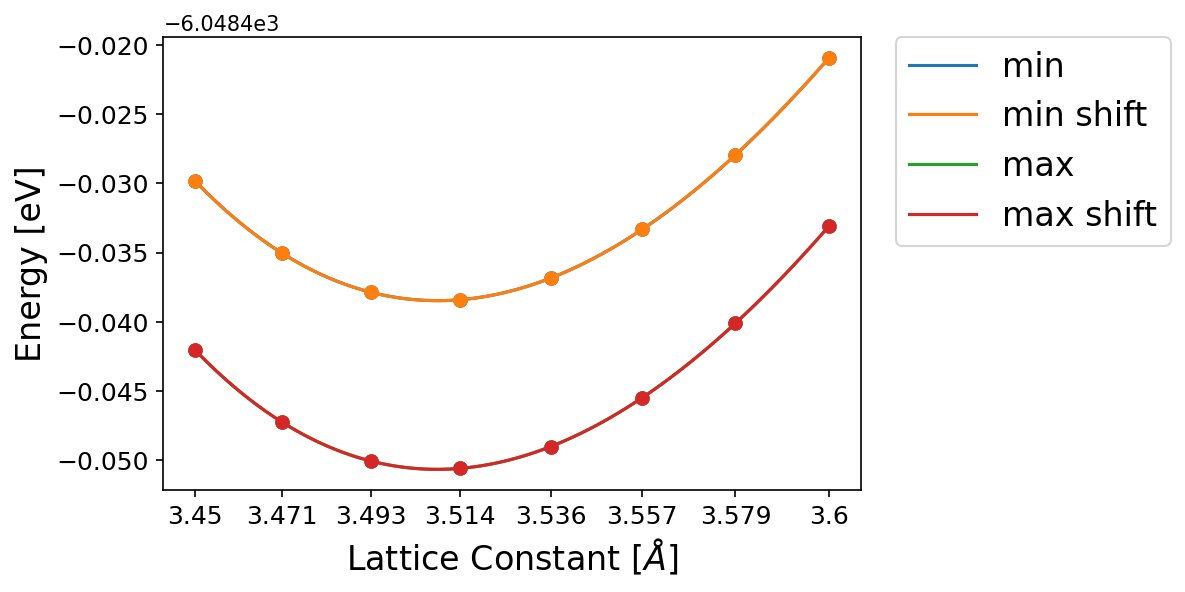 −6.0484e3
−0.020
−0.025
−0.030
−0.035
−0.040
−0.045
−0.050
Energy [eV]
3.45 3.471 3.493 3.514 3.536 3.557 3.579 3.6
Lattice Constant [Å]
min
min shift
max
max shift